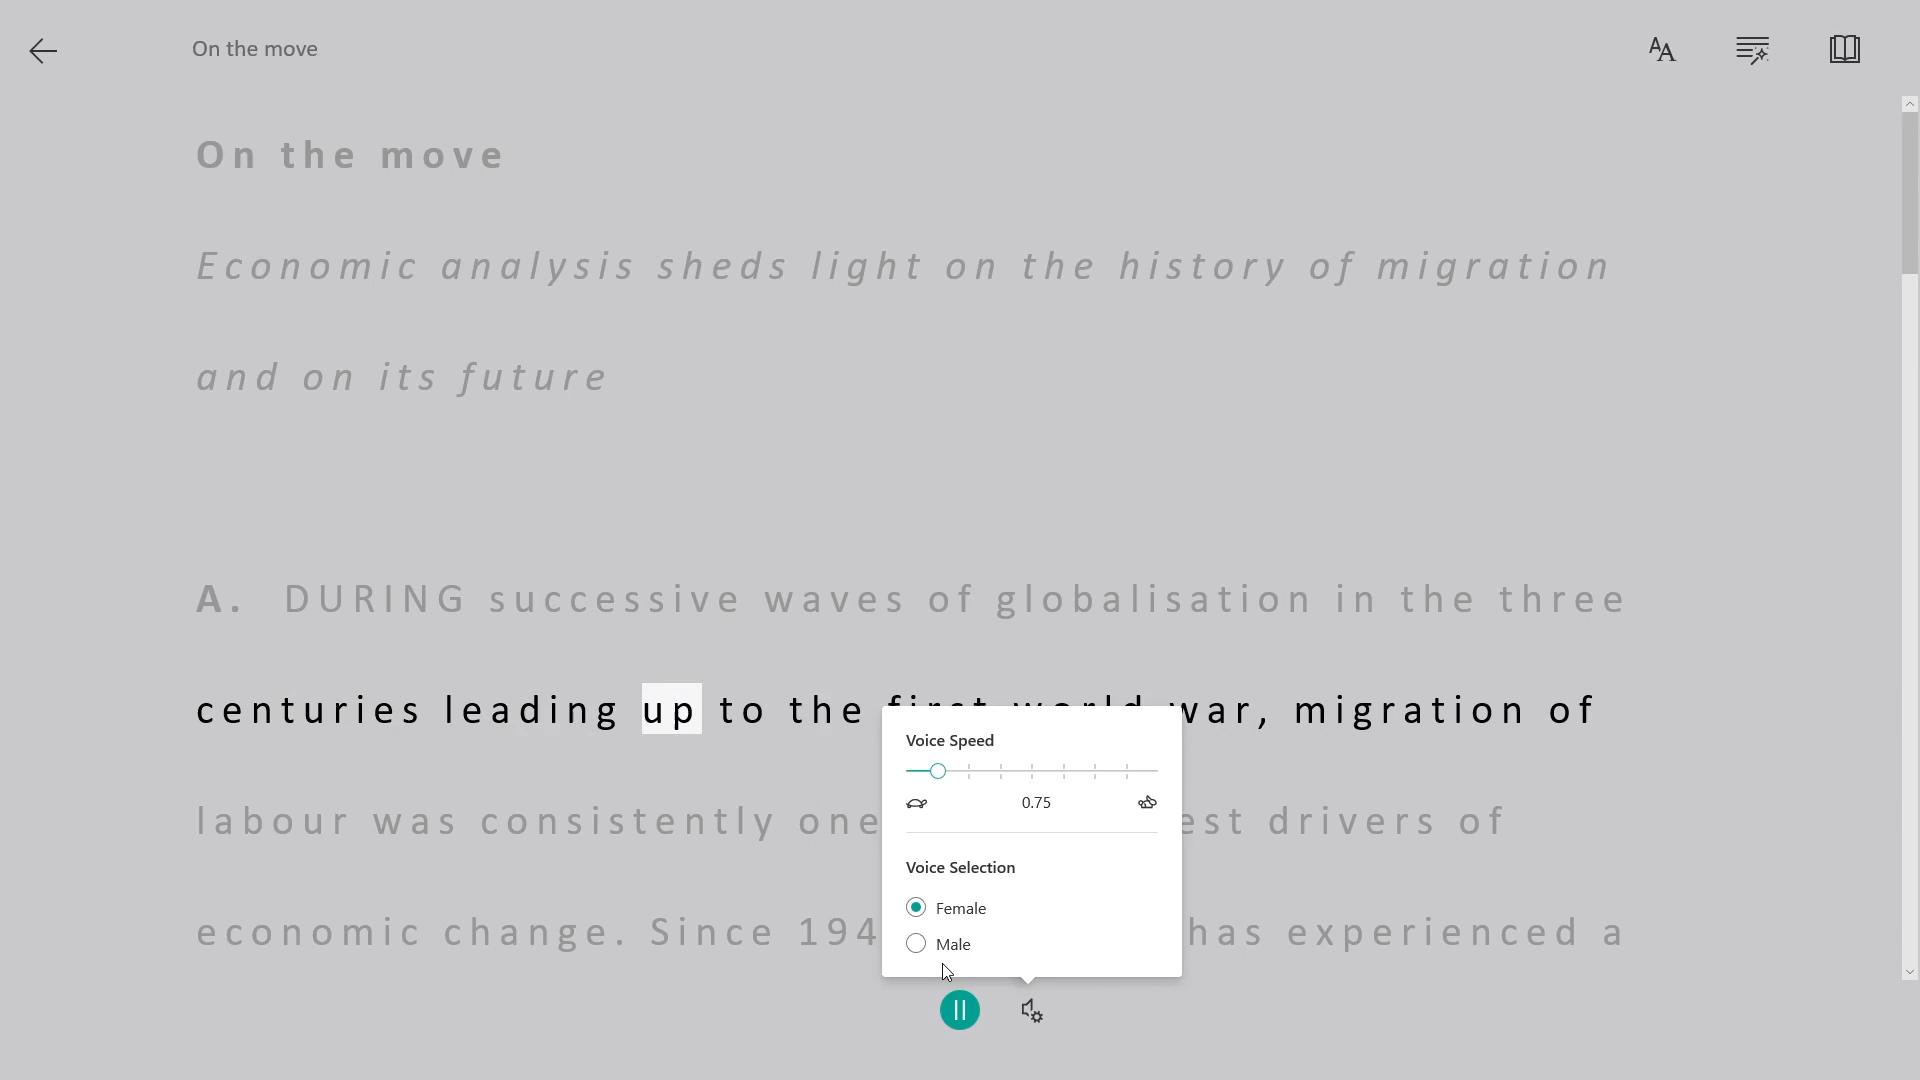 On the move
On the move
Economic analysis sheds light on the history of migration
and on its future
A. DURING successive waves of globalisation in the three
centuries leading up to the first world war, migration of
labour was consistently one est drivers of
economic change. Since 194 has experienced a
Voice Speed
0.75
Voice Selection
Female
Male